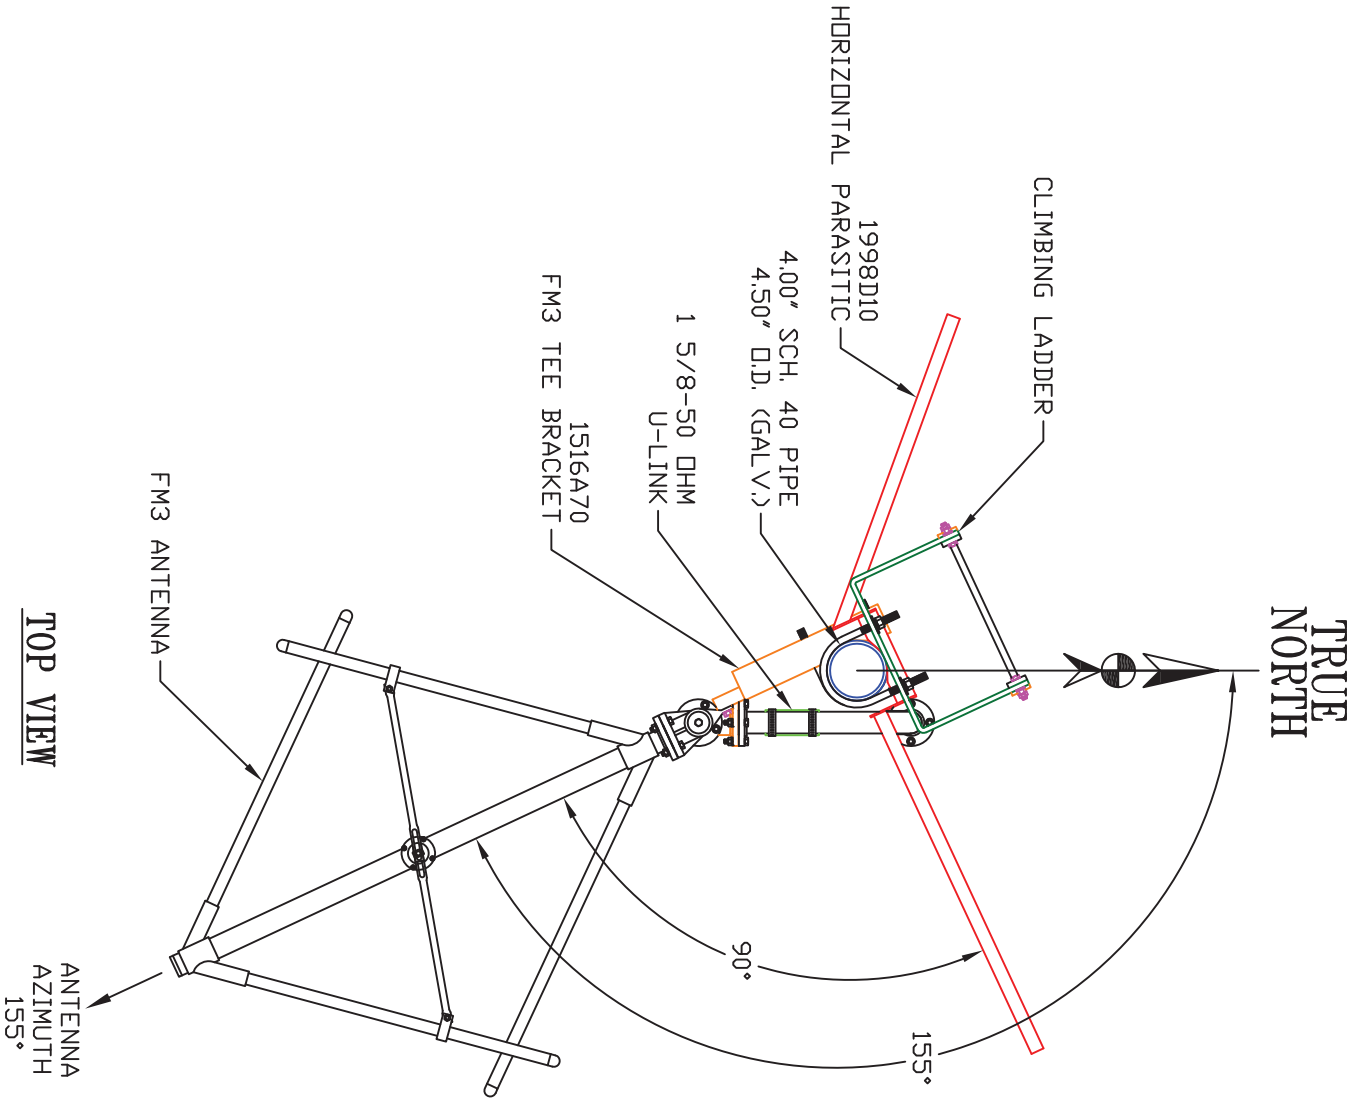 TRUE
NORTH
CLIMBING LADDER
1998D10
HORIZONTAL PARASITIC
4.00" SCH. 40 PIPE
4.50" O.D. (GALV.)
1 5/8-50 OHM
U-LINK
1516A70
FM3 TEE BRACKET
FM3 ANTENNA
90°
155°
ANTENNA
AZIMUTH
155°
TOP VIEW